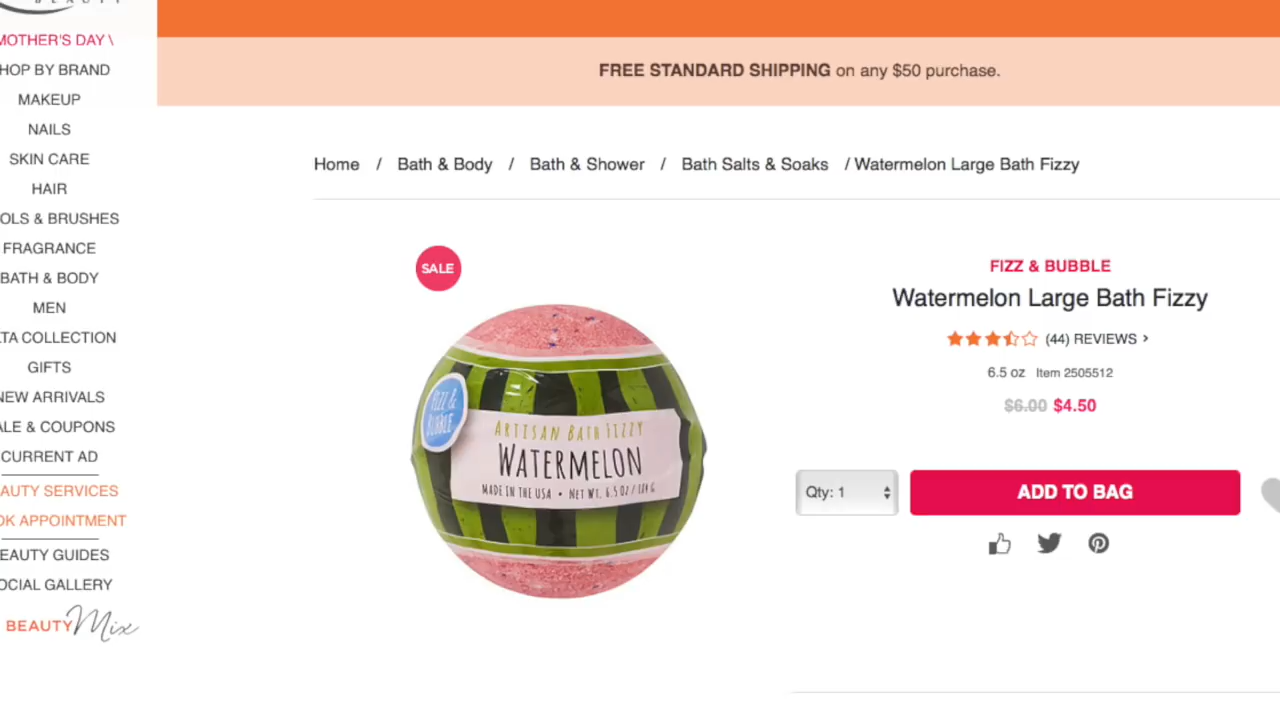 BEAUTY
MOTHER'S DAY \
HOP BY BRAND
MAKEUP
NAILS
SKIN CARE
HAIR
OLS & BRUSHES
FRAGRANCE
BATH & BODY
MEN
TA COLLECTION
GIFTS
NEW ARRIVALS
ALE & COUPONS
CURRENT AD
AUTY SERVICES
OK APPOINTMENT
EAUTY GUIDES
OCIAL GALLERY
BEAUTY Mix
FREE STANDARD SHIPPING on any $50 purchase.
Home / Bath & Body / Bath & Shower / Bath Salts & Soaks / Watermelon Large Bath Fizzy
SALE
FIZZ &
BUBBLE
ARTISAN BATH FIZZY
WATERMELON
MADE IN THE USA • NET WT. 6.5 OZ / 184 G
FIZZ & BUBBLE
Watermelon Large Bath Fizzy
(44) REVIEWS >
6.5 oz Item 2505512
$6.00 $4.50
Qty: 1
ADD TO BAG